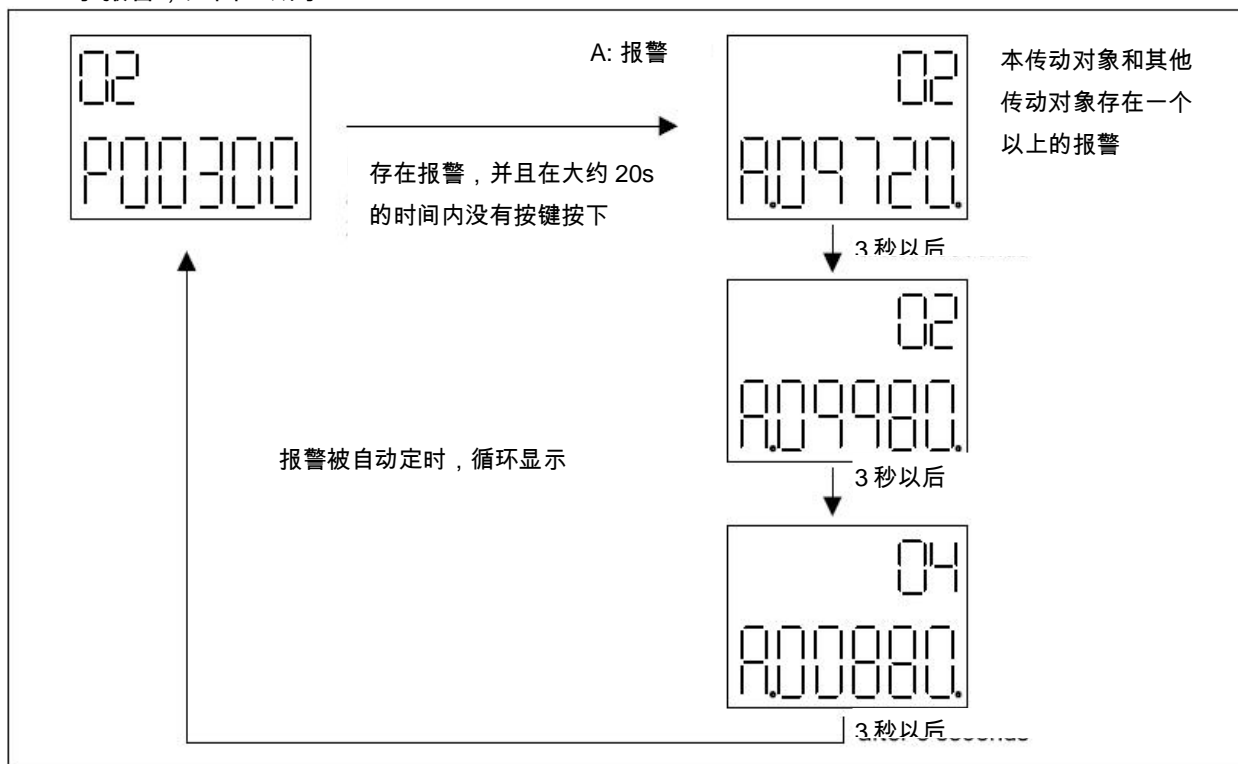 02
P00300
A: 报警
存在报警，并且在大约 20s
的时间内没有按键按下
02
A.09720.
本传动对象和其他
传动对象存在一个
以上的报警
3 秒以后
02
A.09980.
报警被自动定时，循环显示
3 秒以后
04
A.00880.
3 秒以后